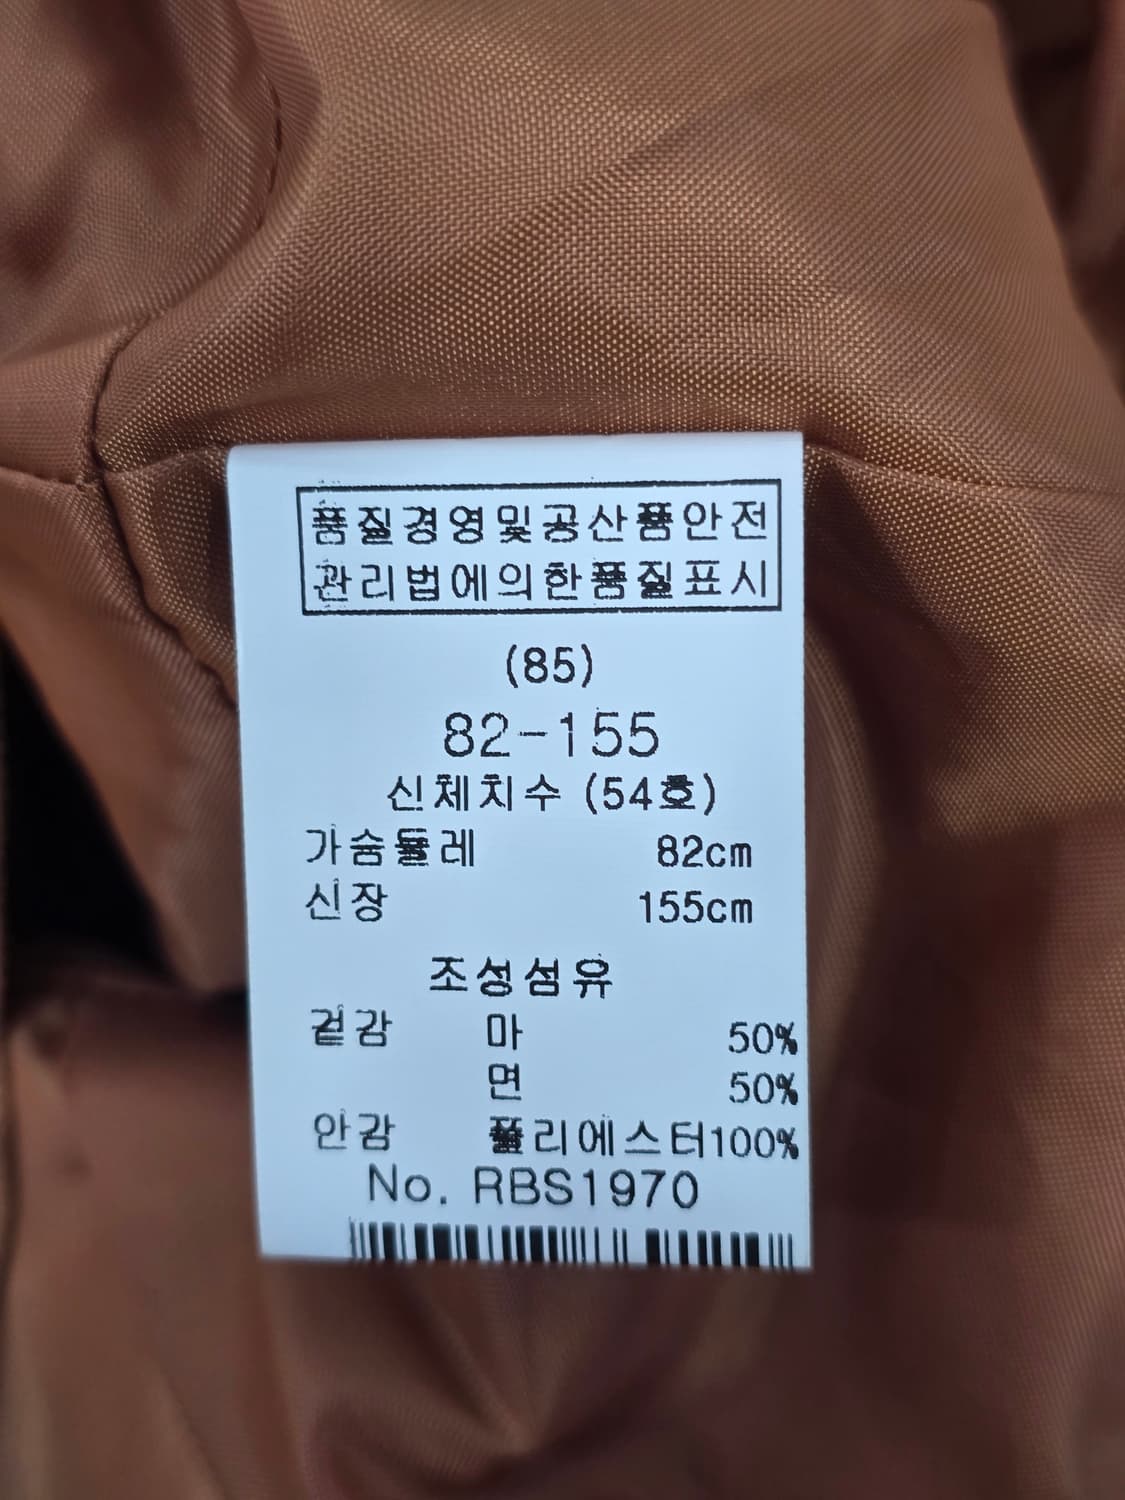 품질경영및공산품안전
관리법에의한품질표시
(85)
82-155
신체치수 (54호)
가슴둘레 82cm
신장 155cm
조성섬유
겉감 마 50%
면 50%
안감 폴리에스터100%
No. RBS1970